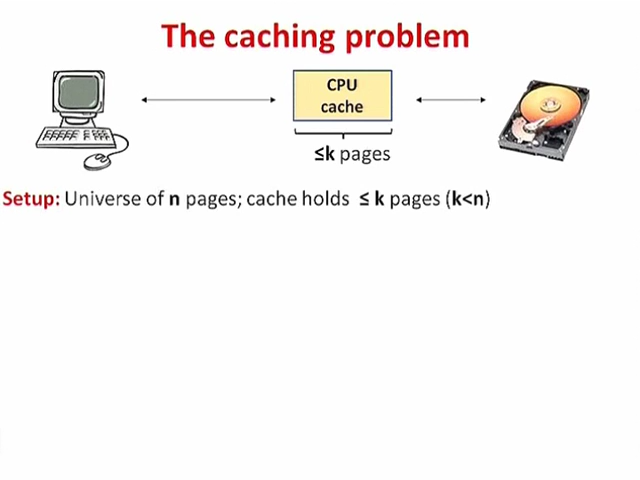 The caching problem
CPU
cache
≤k pages
Setup: Universe of n pages; cache holds ≤ k pages (k<n)